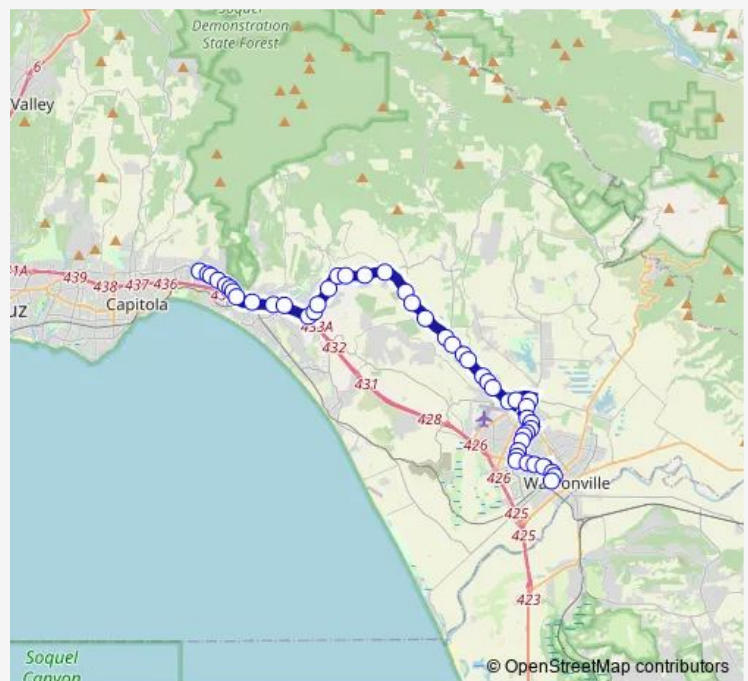 Soquel
Demonstration
State Forest
6
Valley
439
438
437
436
Capitola
433A
432
431
428
426
426
Watsonville
425
425
423
Soquel
Canyon
© OpenStreetMap contributors